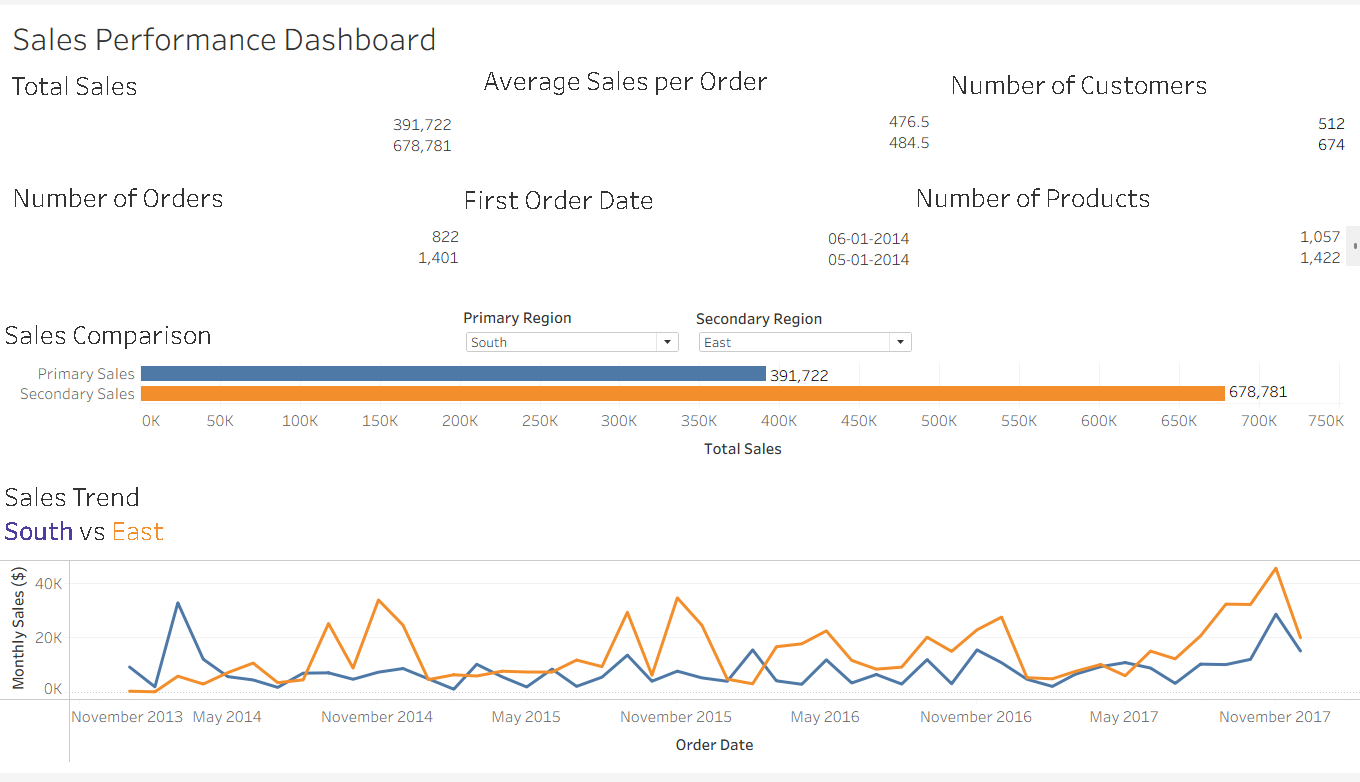 Sales Performance Dashboard
Total Sales
391,722
678,781
Average Sales per Order
476.5
484.5
Number of Customers
512
674
Number of Orders
822
1,401
First Order Date
06-01-2014
05-01-2014
Number of Products
1,057
1,422
Sales Comparison
Primary Region
South
Secondary Region
East
Primary Sales 391,722
Secondary Sales 678,781
0K 50K 100K 150K 200K 250K 300K 350K 400K 450K 500K 550K 600K 650K 700K 750K
Total Sales
Sales Trend
South vs East
Monthly Sales ($)
40K
20K
0K
November 2013 May 2014 November 2014 May 2015 November 2015 May 2016 November 2016 May 2017 November 2017
Order Date